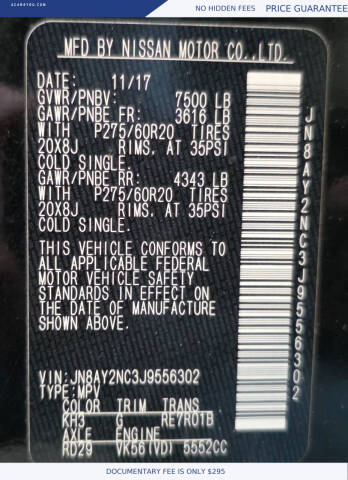 NO HIDDEN FEES PRICE GUARANTEE
MFD BY NISSAN MOTOR CO.,LTD.
DATE: 11/17
GVWR/PNBV: 7500 LB
GAWR/PNBE FR: 3616 LB
WITH P275/60R20 TIRES
20X8J RIMS, AT 35PSI
COLD SINGLE.
GAWR/PNBE RR: 4343 LB
WITH P275/60R20 TIRES
20X8J RIMS, AT 35PSI
COLD SINGLE.
THIS VEHICLE CONFORMS TO
ALL APPLICABLE FEDERAL
MOTOR VEHICLE SAFETY
STANDARDS IN EFFECT ON
THE DATE OF MANUFACTURE
SHOWN ABOVE.
JN8AY2NC3J9556302
VIN:JN8AY2NC3J9556302
TYPE:MPV
COLOR TRIM TRANS
KH3 G RE7R01B
AXLE ENGINE
RD29 VK56(VD) 5552CC
DOCUMENTARY FEE IS ONLY $295